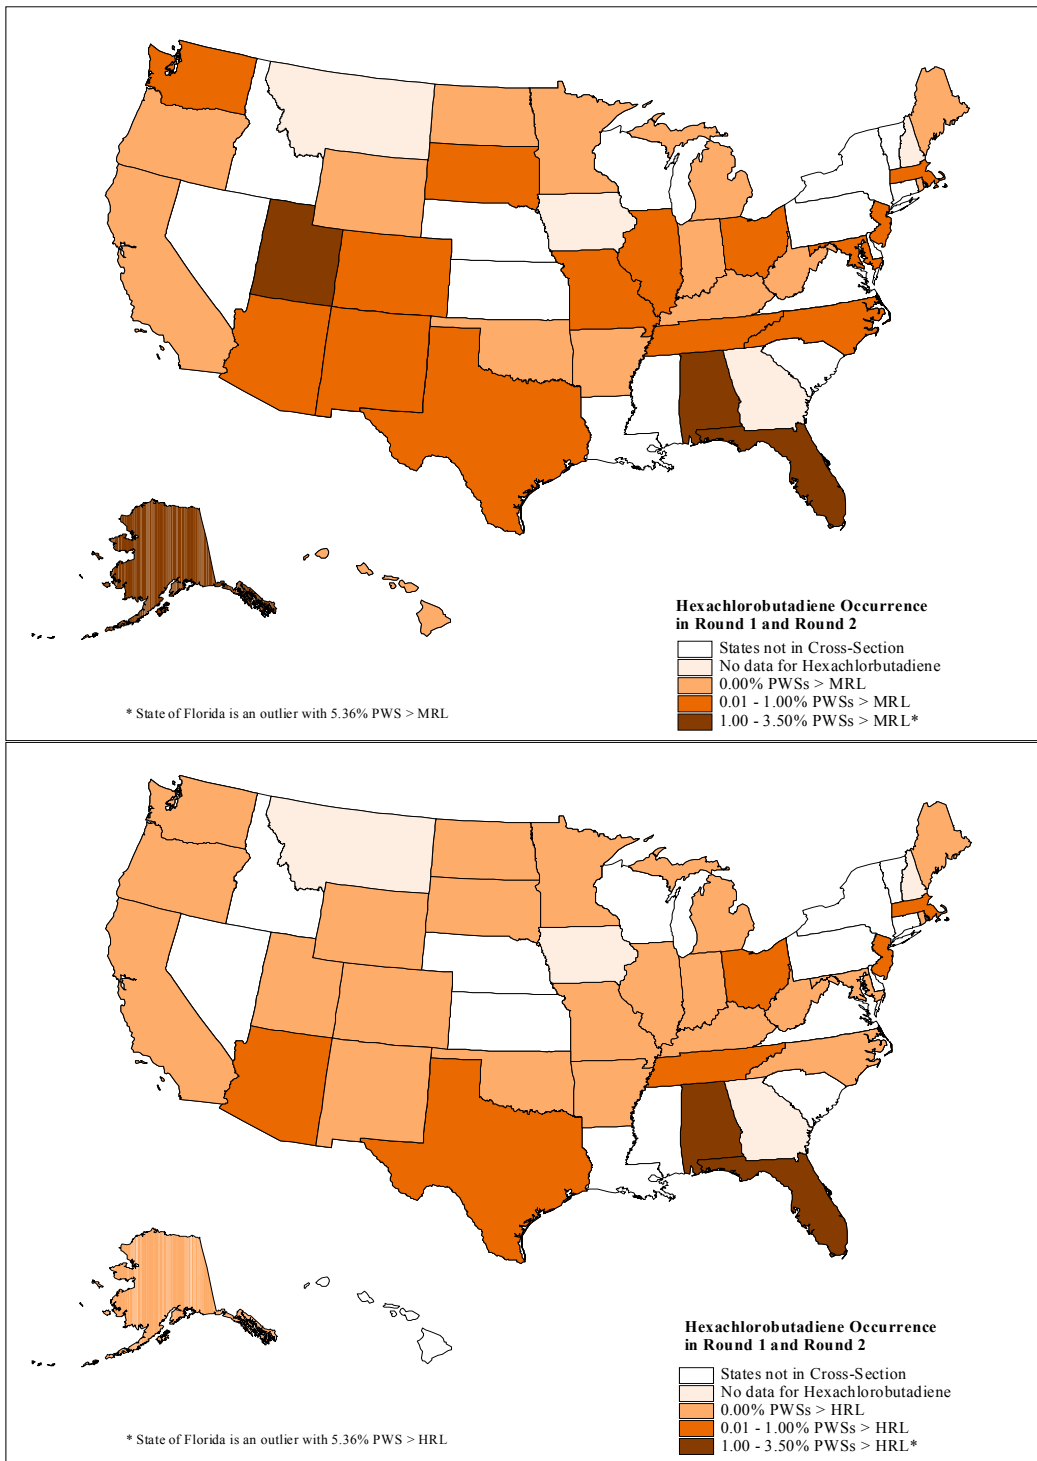 Hexachlorobutadiene Occurrence
in Round 1 and Round 2
States not in Cross-Section
No data for Hexachlorbutadiene
0.00% PWSs > MRL
0.01 - 1.00% PWSs > MRL
1.00 - 3.50% PWSs > MRL*
* State of Florida is an outlier with 5.36% PWS > MRL
Hexachlorobutadiene Occurrence
in Round 1 and Round 2
States not in Cross-Section
No data for Hexachlorobutadiene
0.00% PWSs > HRL
0.01 - 1.00% PWSs > HRL
1.00 - 3.50% PWSs > HRL*
* State of Florida is an outlier with 5.36% PWS > HRL